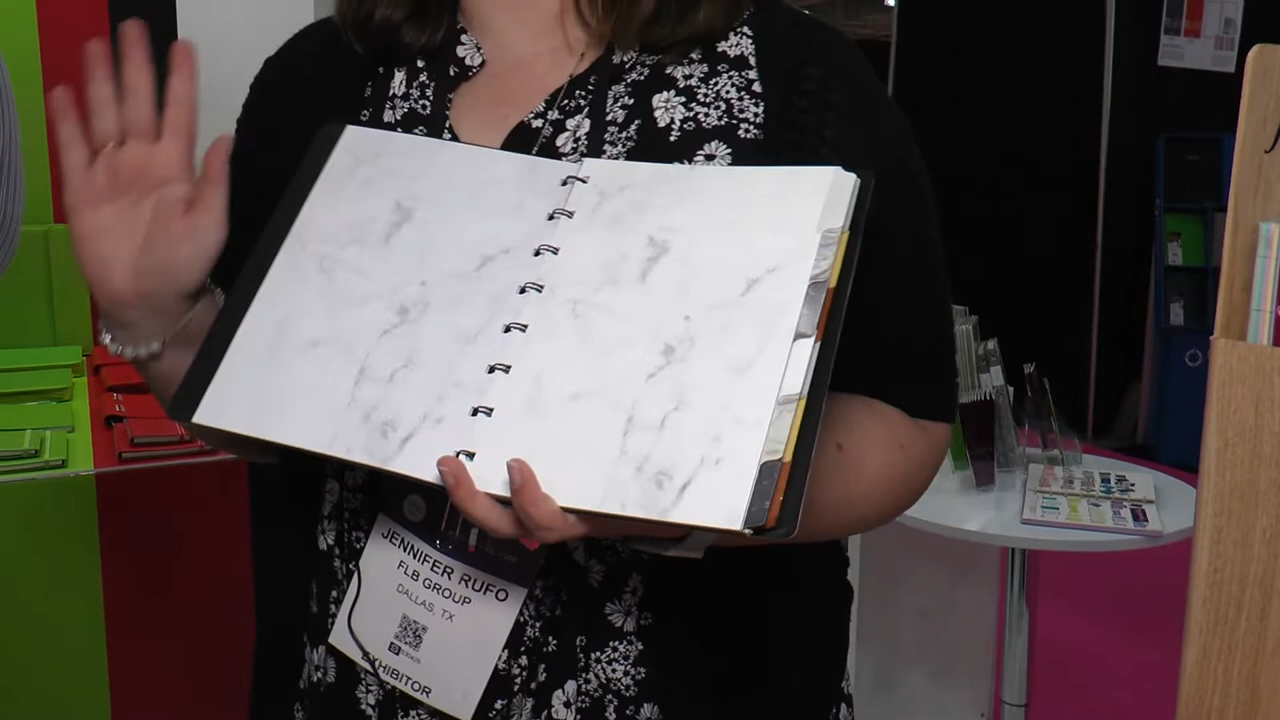 JENNIFER RUFO
FLB GROUP
DALLAS, TX
EXHIBITOR